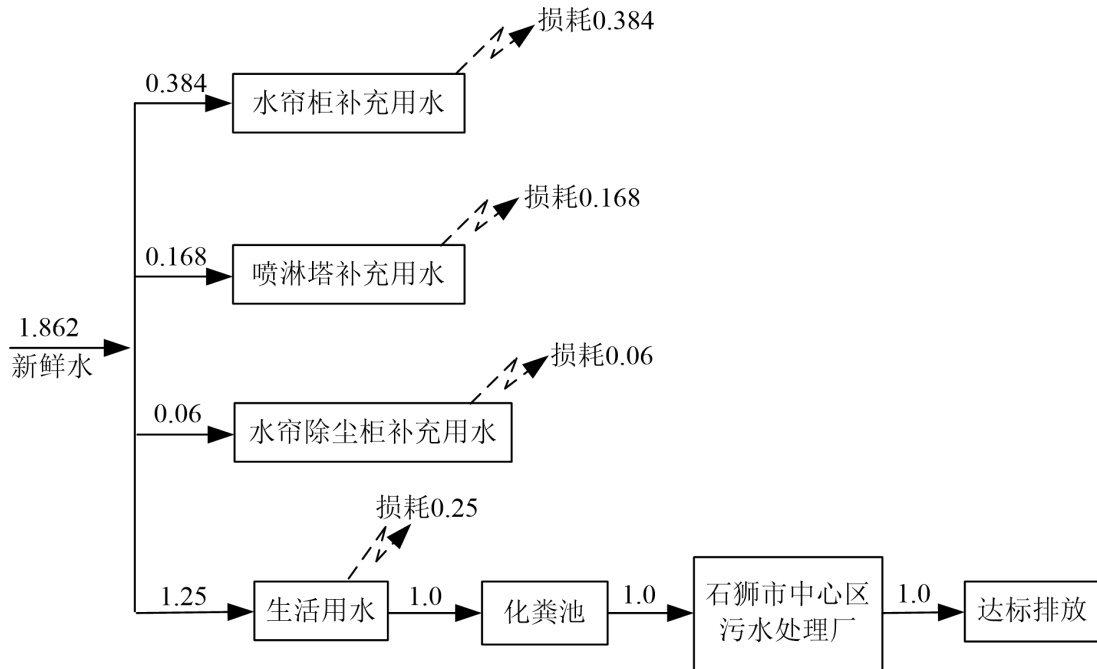 损耗0.384
0.384
水帘柜补充用水
损耗0.168
0.168
喷淋塔补充用水
1.862
新鲜水
损耗0.06
0.06
水帘除尘柜补充用水
损耗0.25
1.25
生活用水
1.0
化粪池
1.0
石狮市中心区
污水处理厂
1.0
达标排放